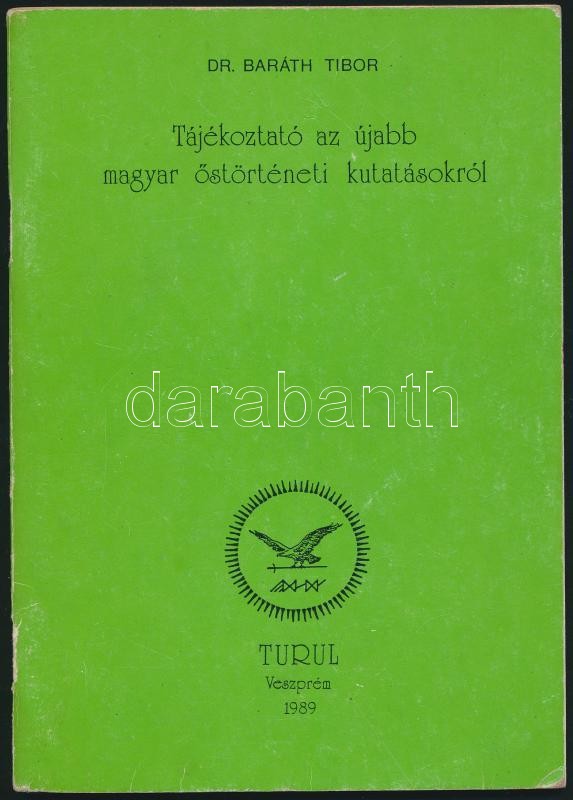 DR. BARÁTH TIBOR
Tájékoztató az újabb
magyar őstörténeti kutatásokról
darabanth
TURUL
Veszprém
1989